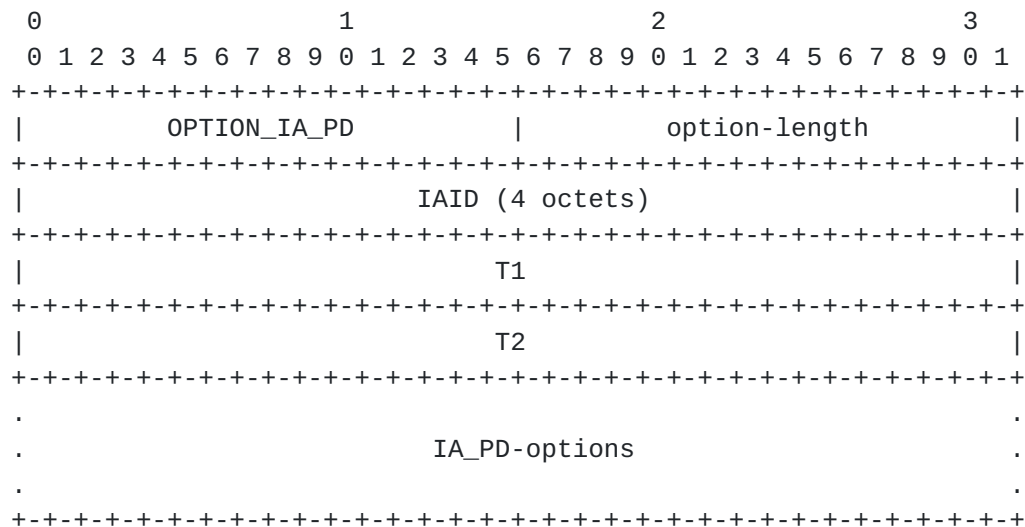 0                   1                   2                   3
 0 1 2 3 4 5 6 7 8 9 0 1 2 3 4 5 6 7 8 9 0 1 2 3 4 5 6 7 8 9 0 1
+-+-+-+-+-+-+-+-+-+-+-+-+-+-+-+-+-+-+-+-+-+-+-+-+-+-+-+-+-+-+-+-+
|         OPTION_IA_PD          |         option-length         |
+-+-+-+-+-+-+-+-+-+-+-+-+-+-+-+-+-+-+-+-+-+-+-+-+-+-+-+-+-+-+-+-+
|                         IAID (4 octets)                       |
+-+-+-+-+-+-+-+-+-+-+-+-+-+-+-+-+-+-+-+-+-+-+-+-+-+-+-+-+-+-+-+-+
|                              T1                               |
+-+-+-+-+-+-+-+-+-+-+-+-+-+-+-+-+-+-+-+-+-+-+-+-+-+-+-+-+-+-+-+-+
|                              T2                               |
+-+-+-+-+-+-+-+-+-+-+-+-+-+-+-+-+-+-+-+-+-+-+-+-+-+-+-+-+-+-+-+-+
.                                                               .
.                          IA_PD-options                        .
.                                                               .
+-+-+-+-+-+-+-+-+-+-+-+-+-+-+-+-+-+-+-+-+-+-+-+-+-+-+-+-+-+-+-+-+